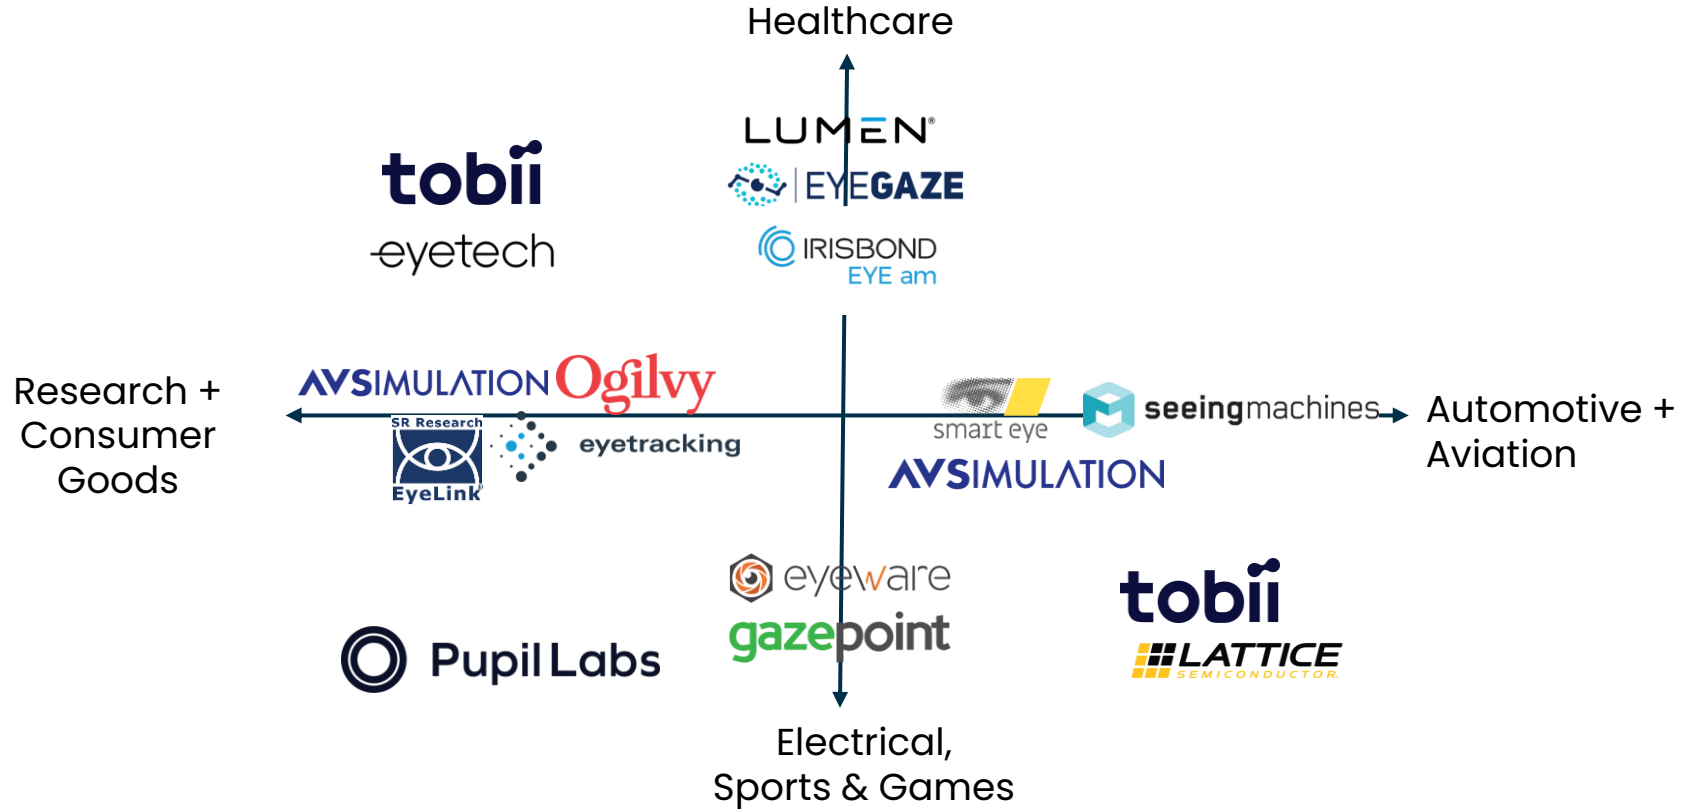 Healthcare
LUMEN®
tobii
EYEGAZE
eyetech
IRISBOND
EYE am
AVSIMULATION
Ogilvy
Research +
Consumer
Goods
SR Research
EyeLink
eyetracking
smart eye
seeingmachines
Automotive +
Aviation
AVSIMULATION
eyeware
gazepoint
tobii
Pupil Labs
LATTICE
SEMICONDUCTOR
Electrical,
Sports & Games